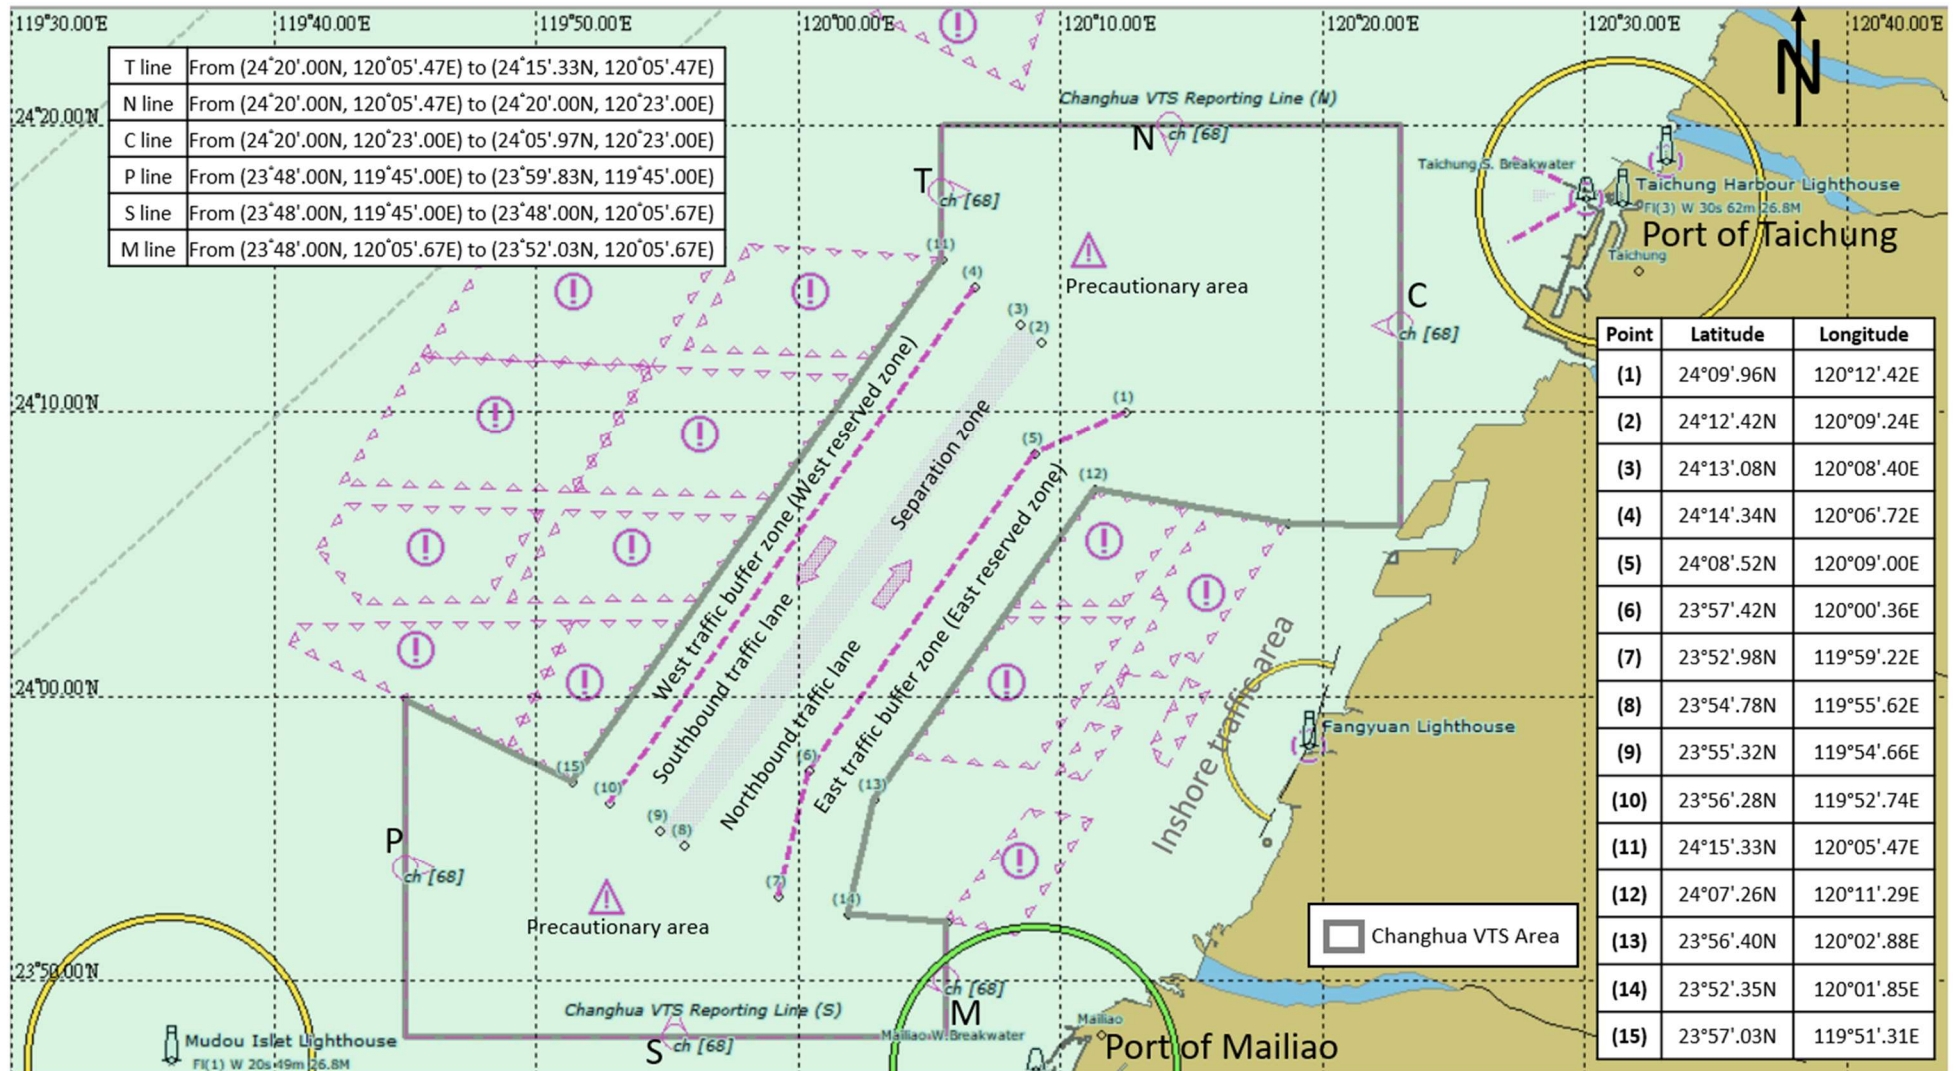 119°30'.00'E 119°40'.00'E 119°50'.00'E 120°00'.00'E 120°10'.00'E 120°20'.00'E 120°30'.00'E 120°40'.00'E
N
T line From (24°20'.00N, 120°05'.47E) to (24°15'.33N, 120°05'.47E)
N line From (24°20'.00N, 120°05'.47E) to (24°20'.00N, 120°23'.00E)
C line From (24°20'.00N, 120°23'.00E) to (24°05'.97N, 120°23'.00E)
P line From (23°48'.00N, 119°45'.00E) to (23°59'.83N, 119°45'.00E)
S line From (23°48'.00N, 119°45'.00E) to (23°48'.00N, 120°05'.67E)
M line From (23°48'.00N, 120°05'.67E) to (23°52'.03N, 120°05'.67E)
24°20'.00'N
24°10'.00'N
24°00'.00'N
23°50'.00'N
Changhua VTS Reporting Line (N)
N
ch [68]
T
ch [68]
C
ch [68]
Taichung S. Breakwater
Taichung Harbour Lighthouse
Fl(3) W 30s 62m 26.8M
Port of Taichung
Taichung
Precautionary area
(11)
(4)
(3)
(2)
(1)
(5)
(12)
West traffic buffer zone (West reserved zone)
Southbound traffic lane
Separation zone
Northbound traffic lane
East traffic buffer zone (East reserved zone)
Inshore traffic area
Fangyuan Lighthouse
(15)
(10)
(9)
(8)
(6)
(7)
(13)
(14)
P
ch [68]
Precautionary area
Changhua VTS Reporting Line (S)
S
ch [68]
ch [68]
M
Mailiao W.Breakwater
Mailiao
Port of Mailiao
Mudou Islet Lighthouse
Fl(1) W 20s 49m 26.8M
Changhua VTS Area
Point Latitude Longitude
(1) 24°09'.96N 120°12'.42E
(2) 24°12'.42N 120°09'.24E
(3) 24°13'.08N 120°08'.40E
(4) 24°14'.34N 120°06'.72E
(5) 24°08'.52N 120°09'.00E
(6) 23°57'.42N 120°00'.36E
(7) 23°52'.98N 119°59'.22E
(8) 23°54'.78N 119°55'.62E
(9) 23°55'.32N 119°54'.66E
(10) 23°56'.28N 119°52'.74E
(11) 24°15'.33N 120°05'.47E
(12) 24°07'.26N 120°11'.29E
(13) 23°56'.40N 120°02'.88E
(14) 23°52'.35N 120°01'.85E
(15) 23°57'.03N 119°51'.31E